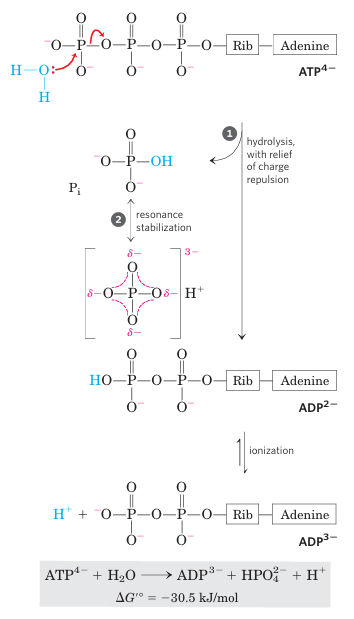 O O O
⁻O—P—O—P—O—P—O—Rib—Adenine
O⁻ O⁻ O⁻
ATP⁴⁻
H—O:
H
1
hydrolysis,
with relief
of charge
repulsion
O
⁻O—P—OH
O⁻
Pᵢ
2
resonance
stabilization
δ–
3–
O
δ–O—P—Oδ– H⁺
O
δ–
O O
HO—P—O—P—O—Rib—Adenine
O⁻ O⁻
ADP²⁻
ionization
O O
H⁺ + ⁻O—P—O—P—O—Rib—Adenine
O⁻ O⁻
ADP³⁻
ATP⁴⁻ + H₂O ⟶ ADP³⁻ + HPO₄²⁻ + H⁺
ΔG′° = −30.5 kJ/mol